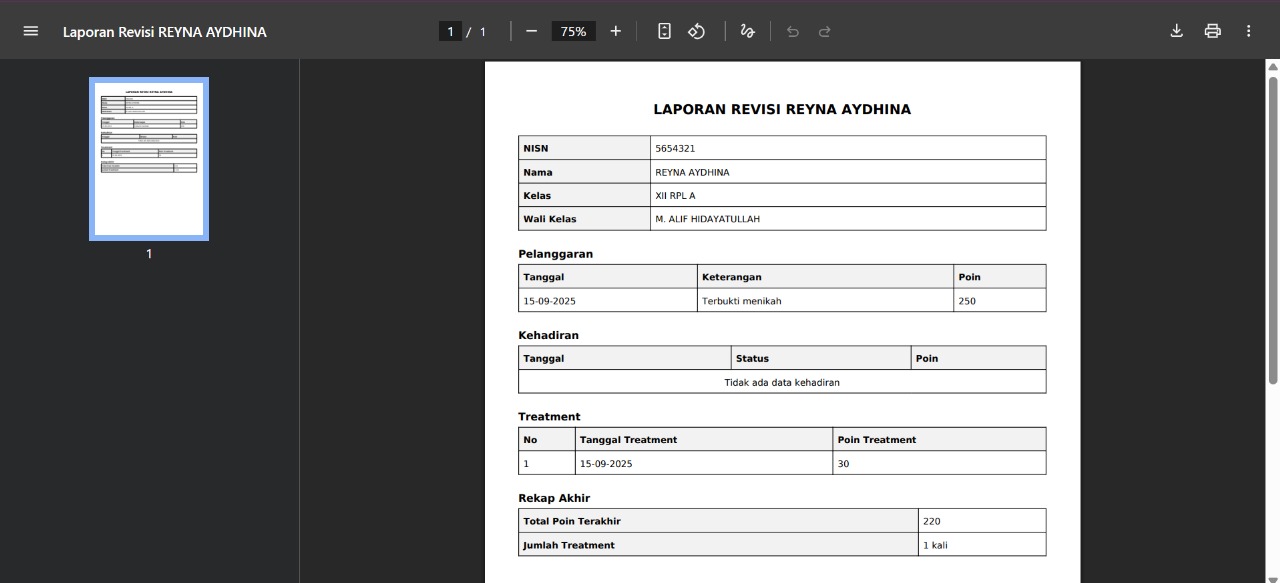 Laporan Revisi REYNA AYDHINA
1 / 1
75%
LAPORAN REVISI REYNA AYDHINA
NISN 5654321
Nama REYNA AYDHINA
Kelas XII RPL A
Wali Kelas M. ALIF HIDAYATULLAH
Pelanggaran
Tanggal Keterangan Poin
15-09-2025 Terbukti menikah 250
Kehadiran
Tanggal Status Poin
Tidak ada data kehadiran
Treatment
No Tanggal Treatment Poin Treatment
1 15-09-2025 30
Rekap Akhir
Total Poin Terakhir 220
Jumlah Treatment 1 kali
1